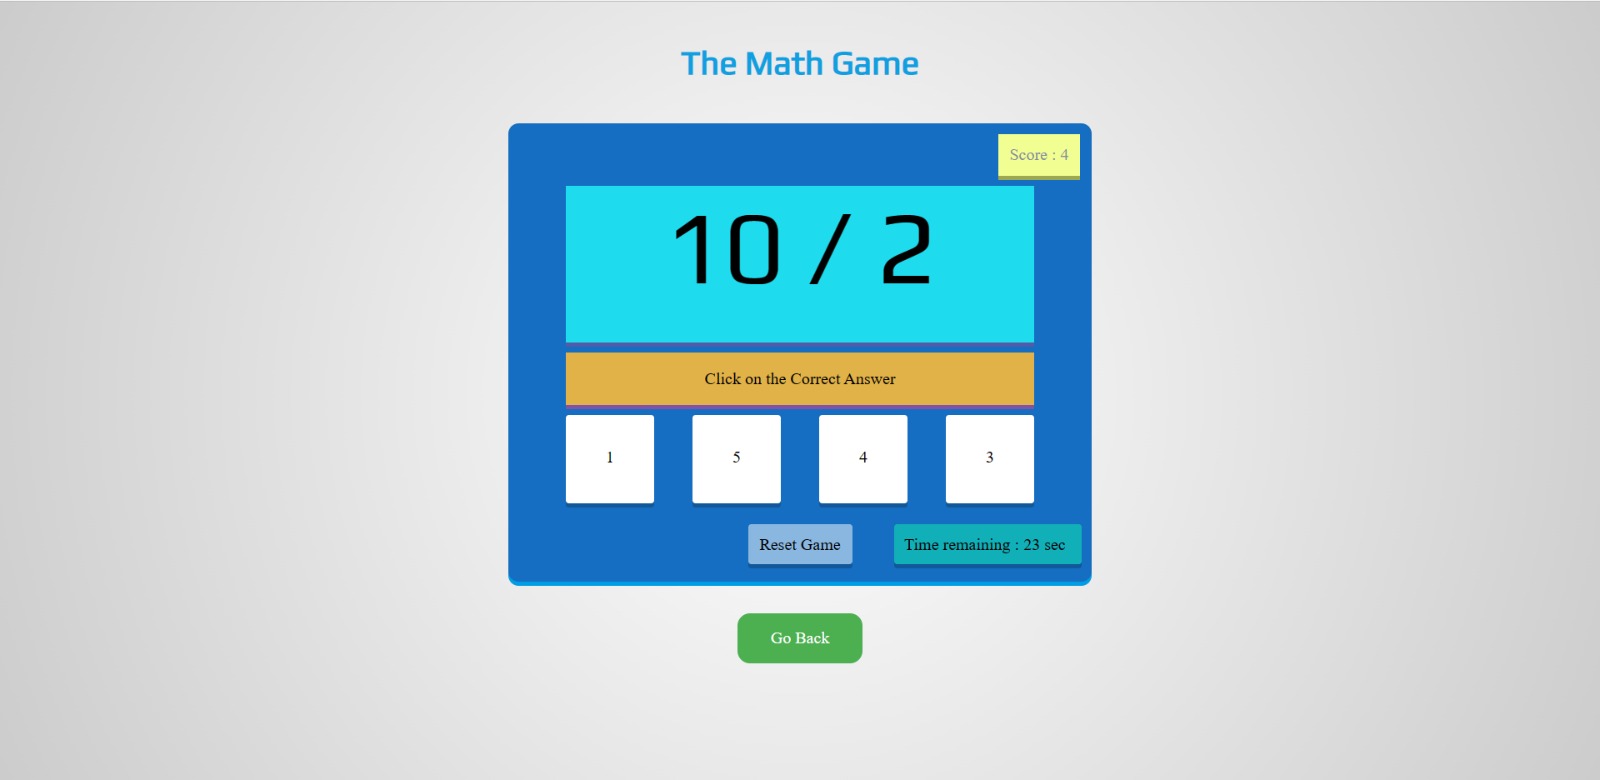 The Math Game
Score : 4
10 / 2
Click on the Correct Answer
1 5 4 3
Reset Game Time remaining : 23 sec
Go Back